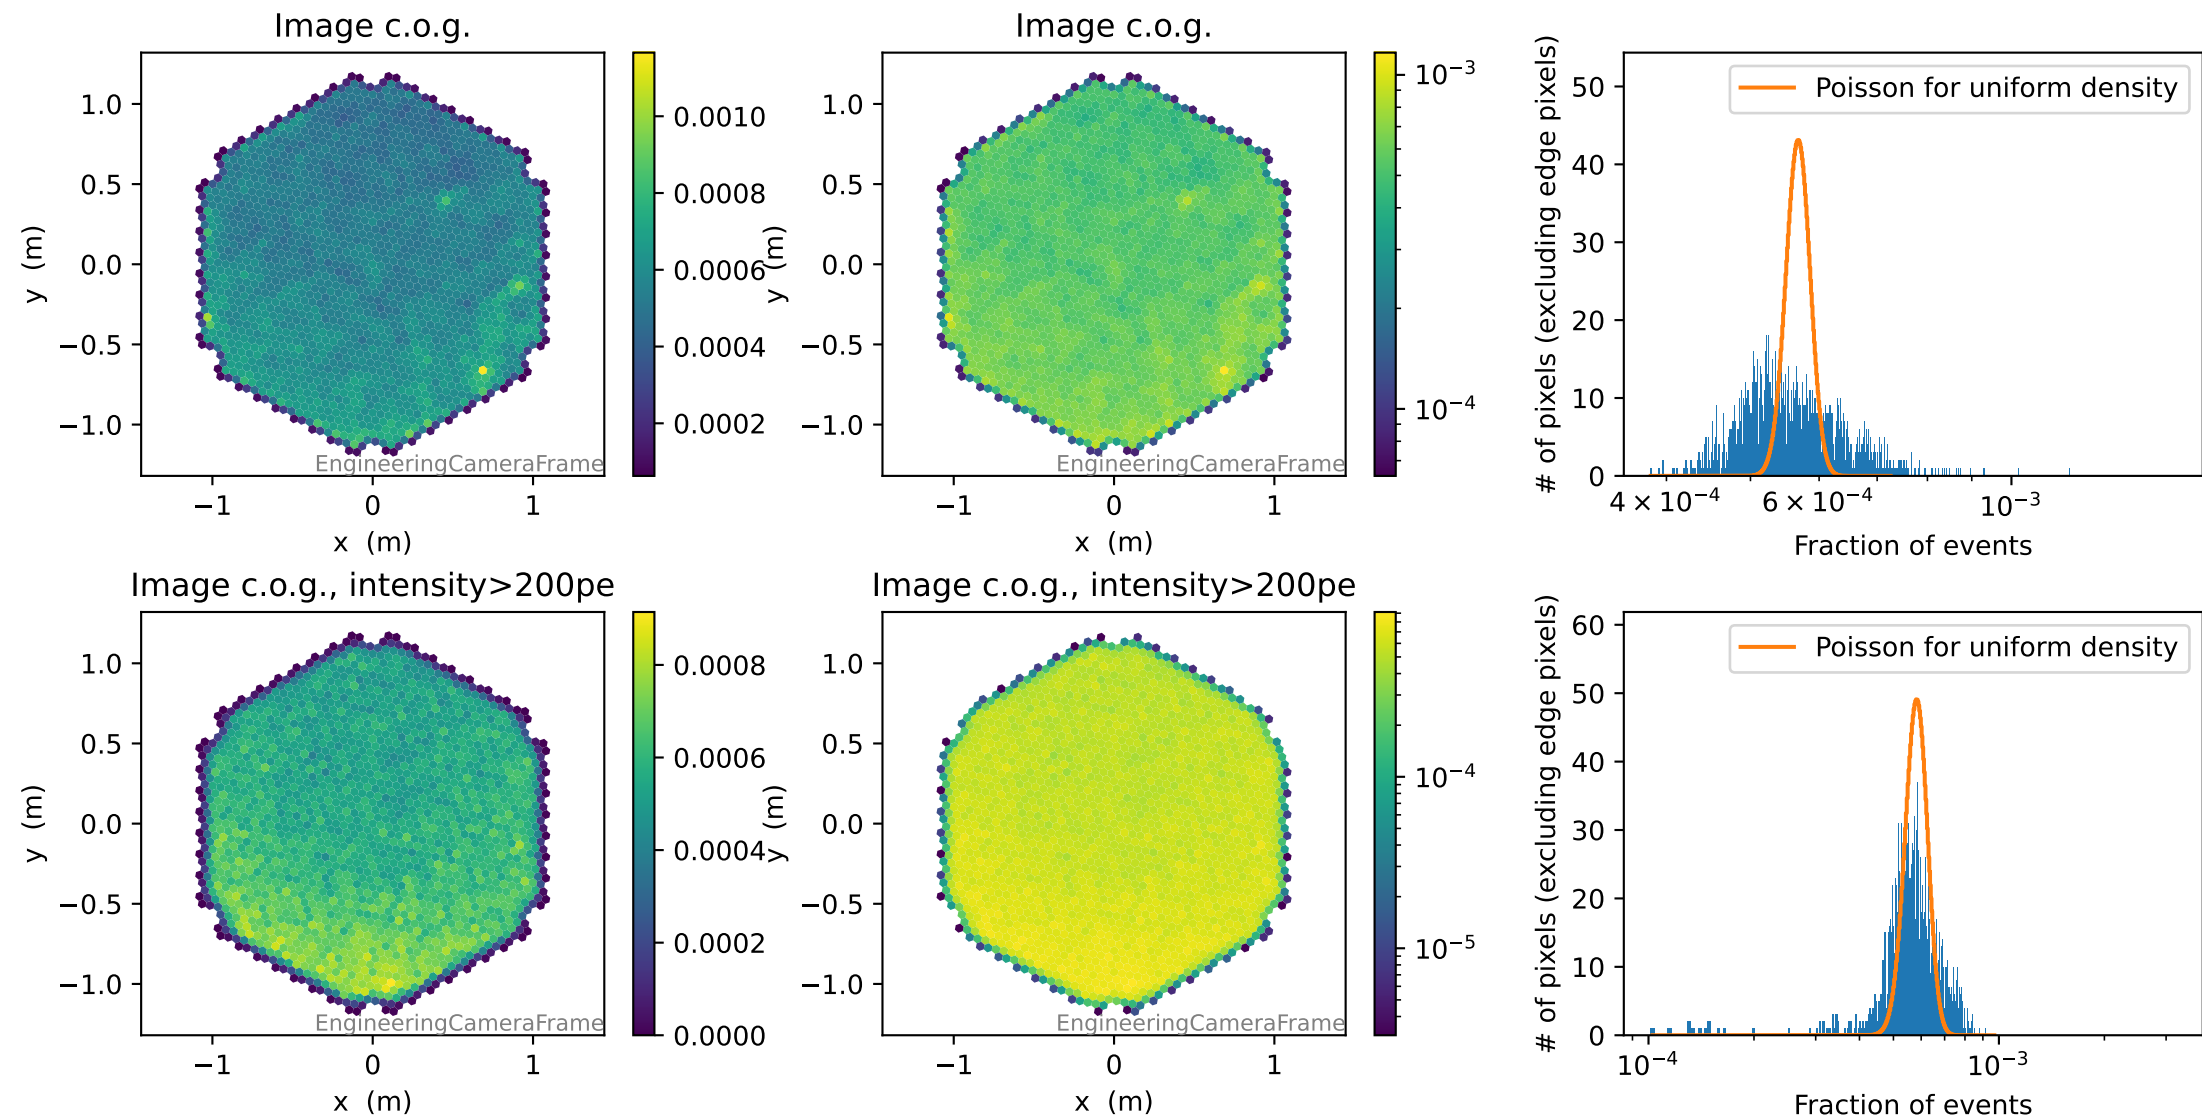 Image c.o.g.
1.0
0.5
0.0
−0.5
−1.0
y (m)
−1
0
1
x (m)
EngineeringCameraFrame
0.0010
0.0008
0.0006
0.0004
0.0002
Image c.o.g.
1.0
0.5
0.0
−0.5
−1.0
y (m)
−1
0
1
x (m)
EngineeringCameraFrame
10⁻³
10⁻⁴
Poisson for uniform density
50
40
30
20
10
0
# of pixels (excluding edge pixels)
4 × 10⁻⁴
6 × 10⁻⁴
10⁻³
Fraction of events
Image c.o.g., intensity>200pe
1.0
0.5
0.0
−0.5
−1.0
y (m)
−1
0
1
x (m)
EngineeringCameraFrame
0.0008
0.0006
0.0004
0.0002
0.0000
Image c.o.g., intensity>200pe
1.0
0.5
0.0
−0.5
−1.0
y (m)
−1
0
1
x (m)
EngineeringCameraFrame
10⁻⁴
10⁻⁵
Poisson for uniform density
60
50
40
30
20
10
0
# of pixels (excluding edge pixels)
10⁻⁴
10⁻³
Fraction of events